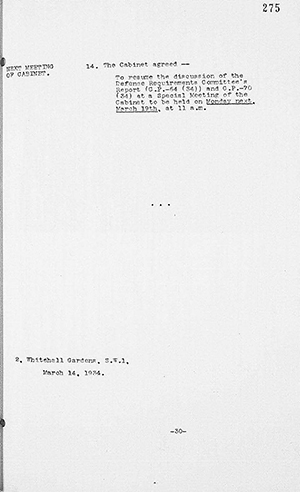 275
NEXT MEETING
OF CABINET.
14. The Cabinet agreed —
To resume the discussion of the
Defence Requirements Committee's
Report (C.P.-64 (34)) and C.P.-70
(34) at a Special Meeting of the
Cabinet to be held on Monday next,
March 19th, at 11 a.m.
...
2, Whitehall Gardens, S.W.1,
March 14, 1934.
-30-